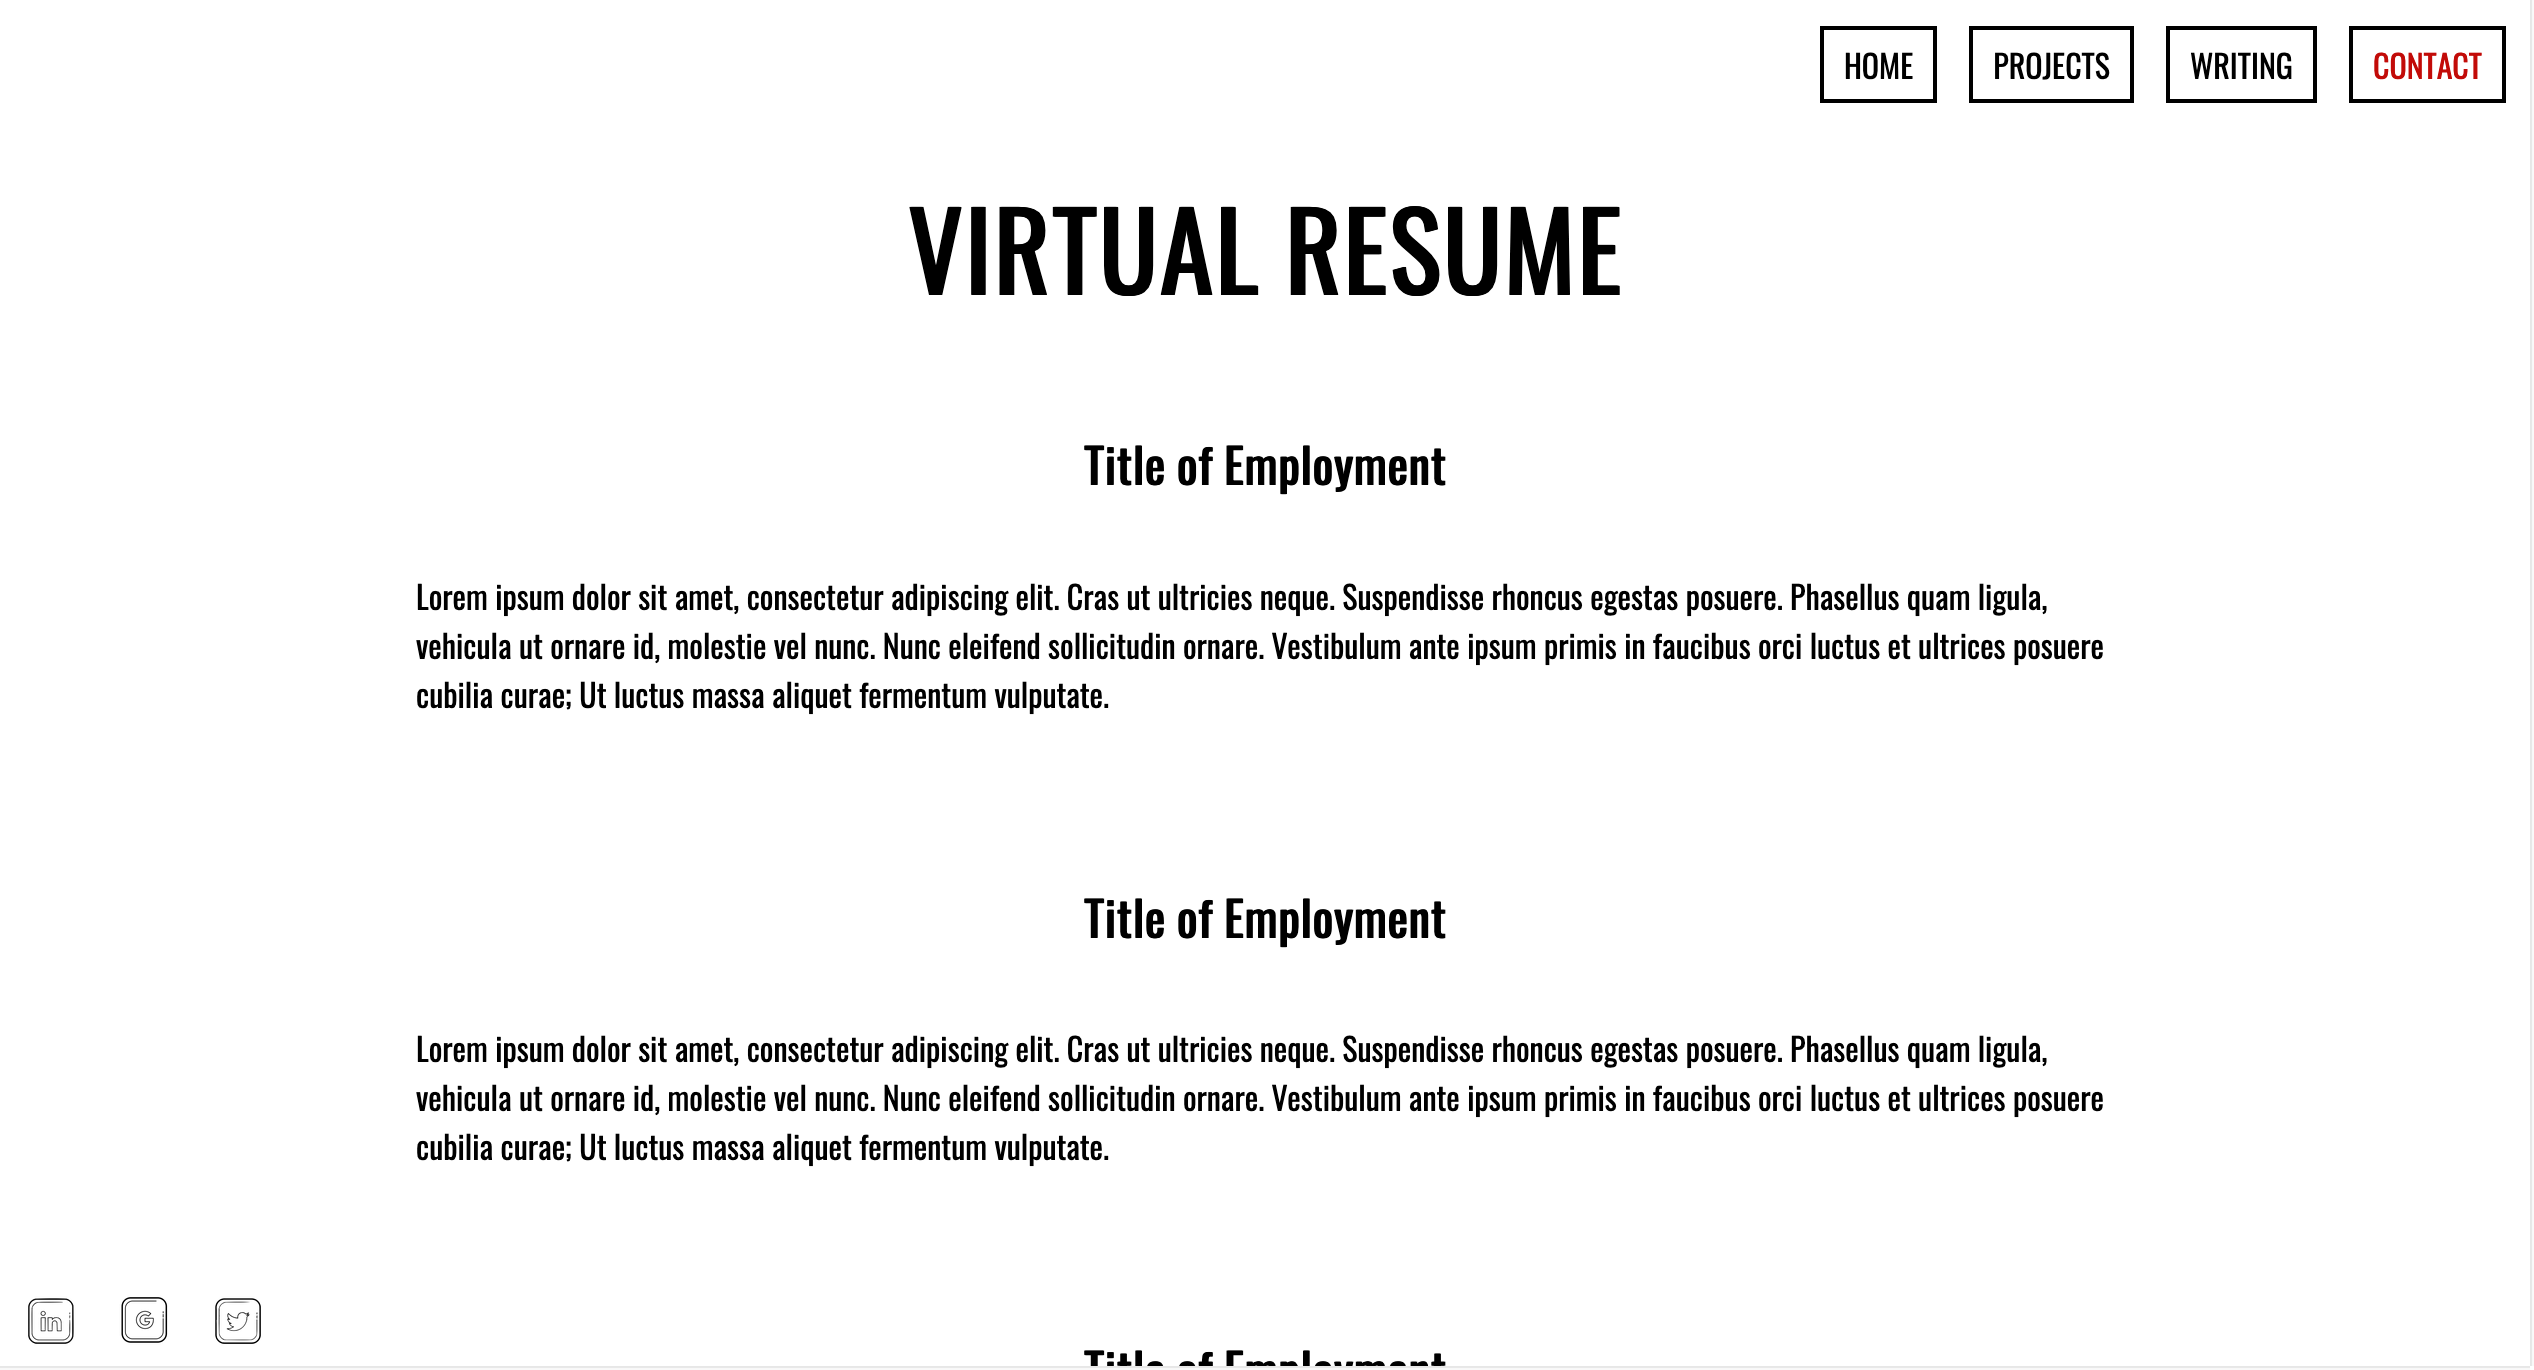 HOME PROJECTS WRITING CONTACT
VIRTUAL RESUME
Title of Employment
Lorem ipsum dolor sit amet, consectetur adipiscing elit. Cras ut ultricies neque. Suspendisse rhoncus egestas posuere. Phasellus quam ligula,
vehicula ut ornare id, molestie vel nunc. Nunc eleifend sollicitudin ornare. Vestibulum ante ipsum primis in faucibus orci luctus et ultrices posuere
cubilia curae; Ut luctus massa aliquet fermentum vulputate.
Title of Employment
Lorem ipsum dolor sit amet, consectetur adipiscing elit. Cras ut ultricies neque. Suspendisse rhoncus egestas posuere. Phasellus quam ligula,
vehicula ut ornare id, molestie vel nunc. Nunc eleifend sollicitudin ornare. Vestibulum ante ipsum primis in faucibus orci luctus et ultrices posuere
cubilia curae; Ut luctus massa aliquet fermentum vulputate.
in G
Title of Employment